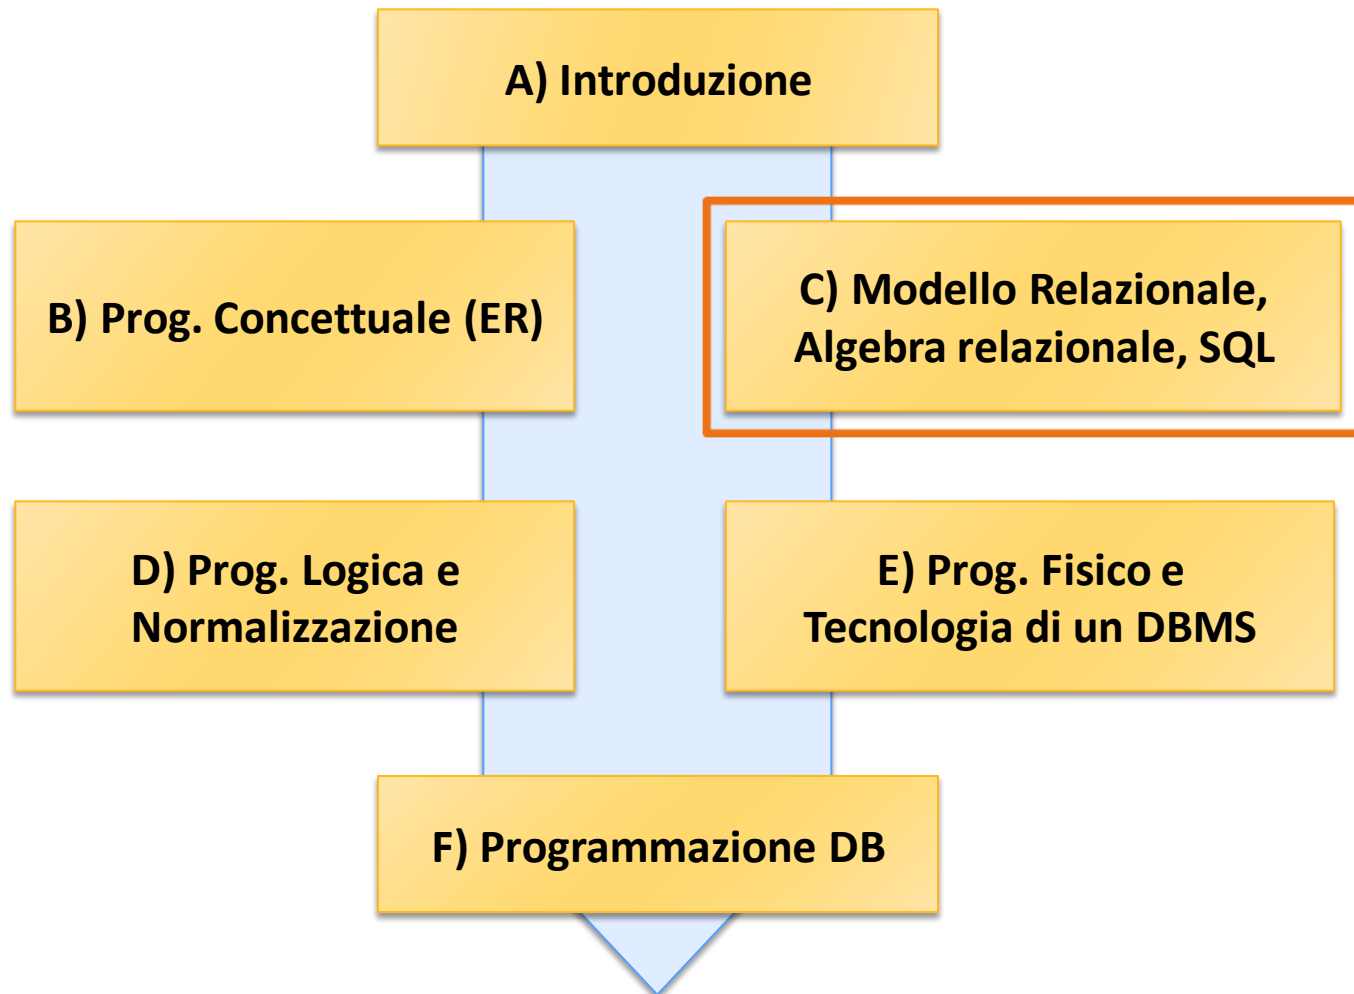 A) Introduzione
B) Prog. Concettuale (ER)
C) Modello Relazionale,
Algebra relazionale, SQL
D) Prog. Logica e
Normalizzazione
E) Prog. Fisico e
Tecnologia di un DBMS
F) Programmazione DB